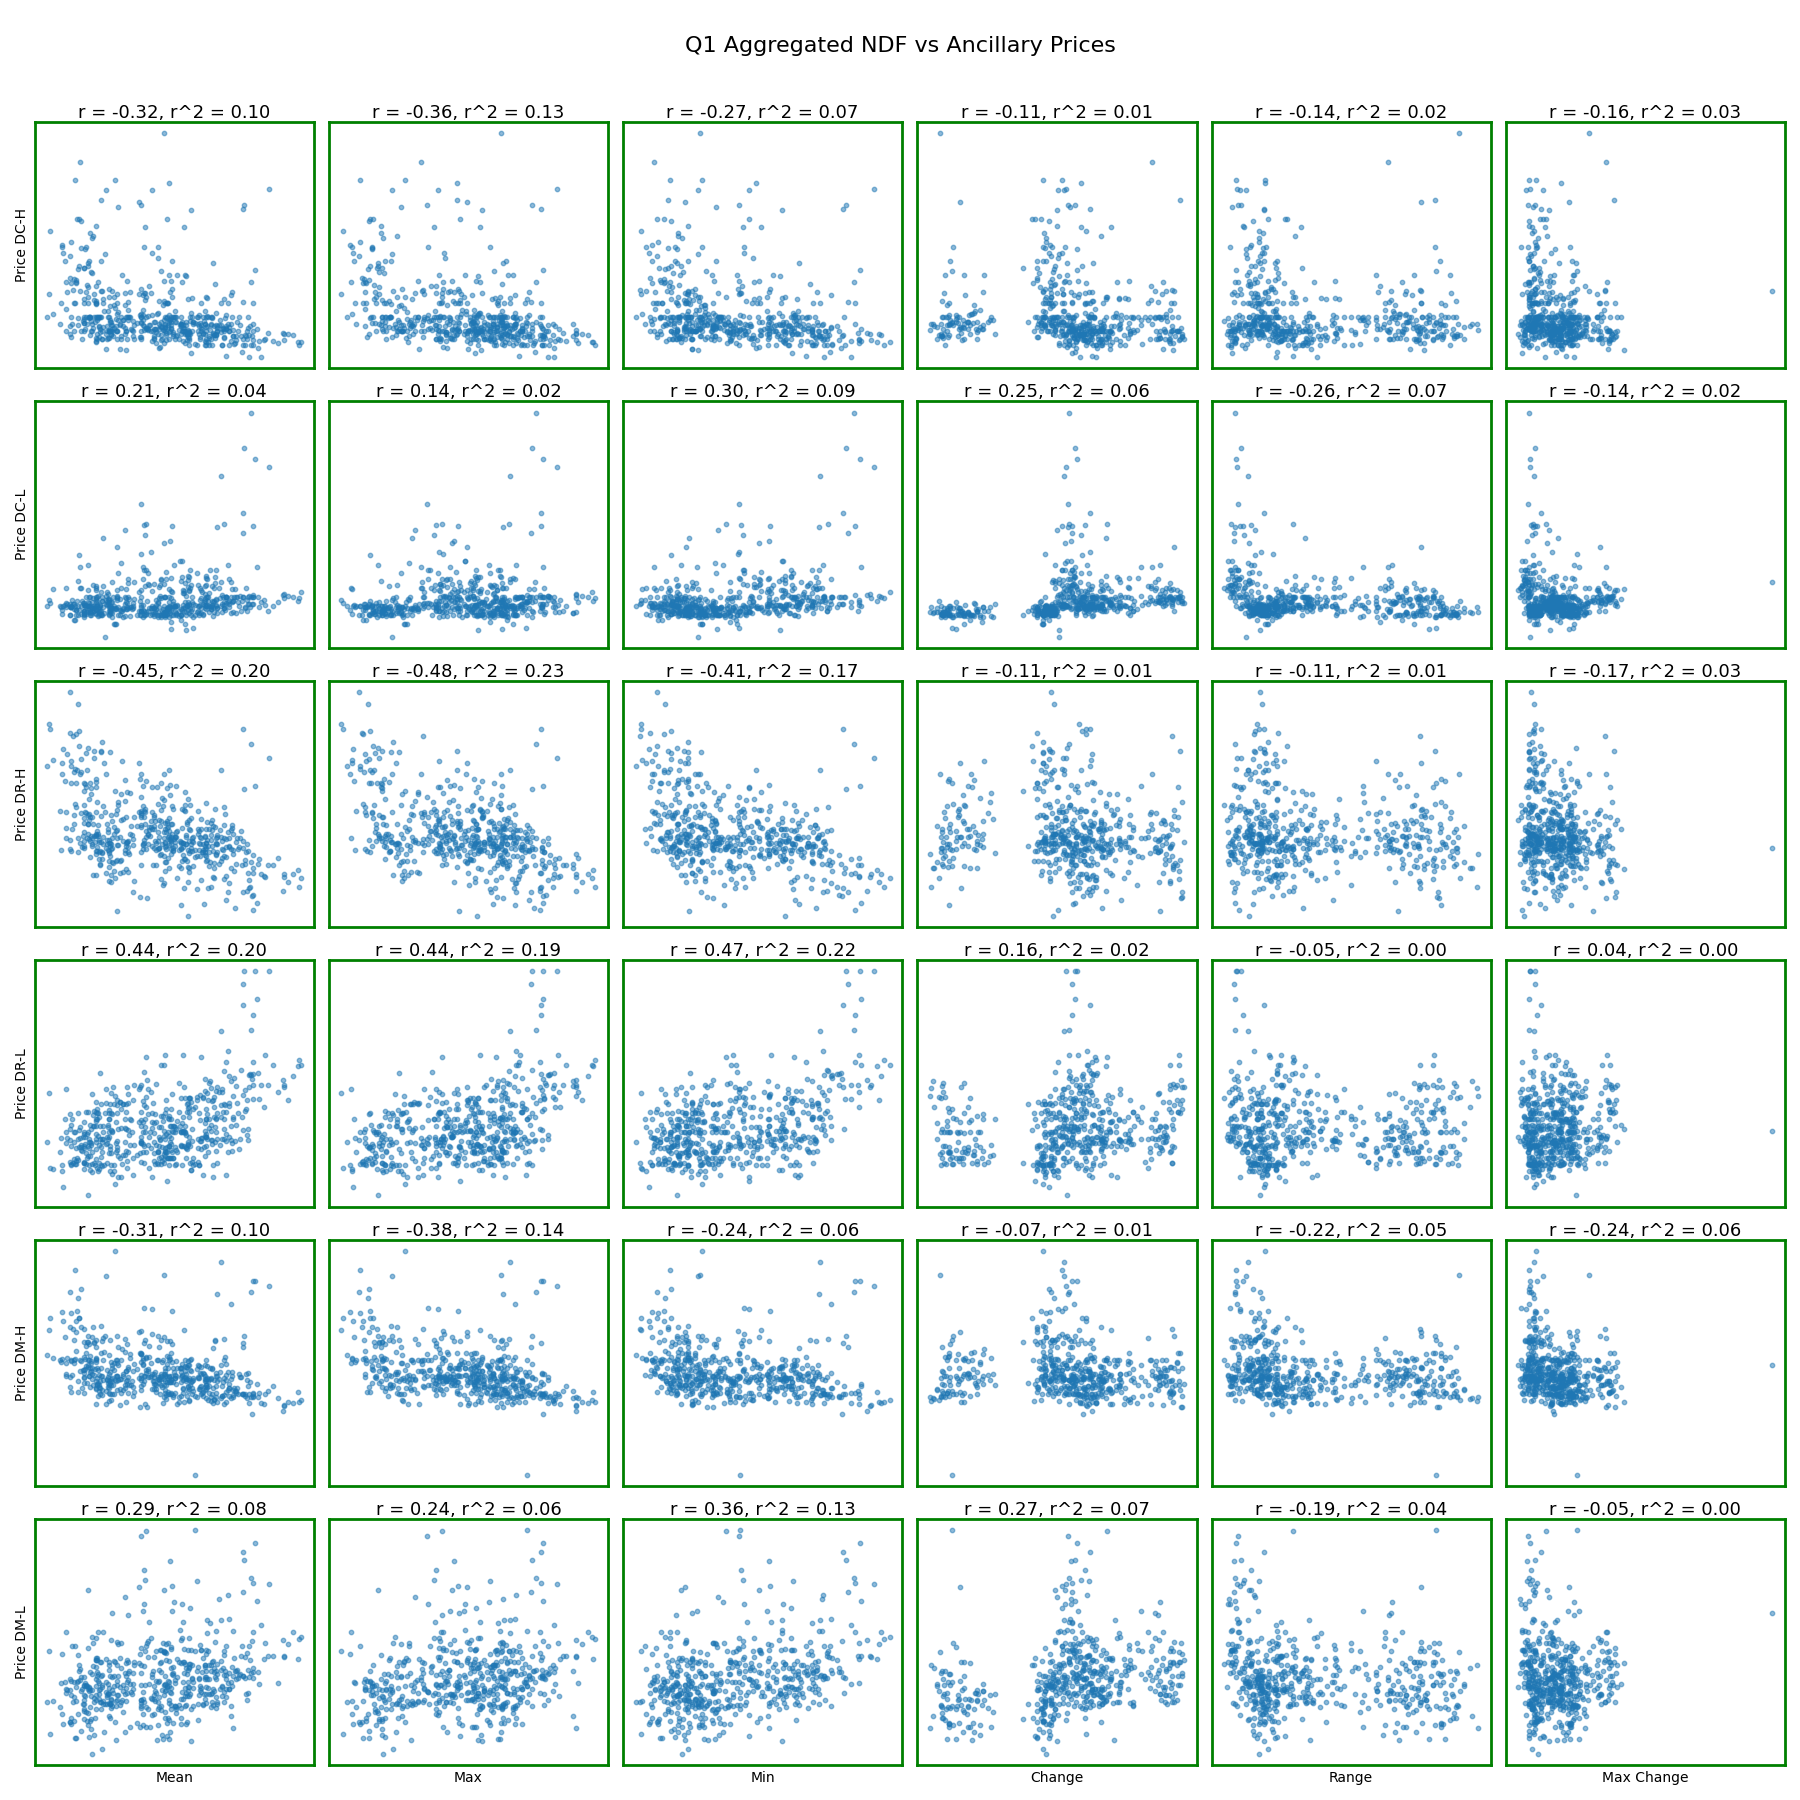 Q1 Aggregated NDF vs Ancillary Prices
r = -0.32, r^2 = 0.10
r = -0.36, r^2 = 0.13
r = -0.27, r^2 = 0.07
r = -0.11, r^2 = 0.01
r = -0.14, r^2 = 0.02
r = -0.16, r^2 = 0.03
Price DC-H
r = 0.21, r^2 = 0.04
r = 0.14, r^2 = 0.02
r = 0.30, r^2 = 0.09
r = 0.25, r^2 = 0.06
r = -0.26, r^2 = 0.07
r = -0.14, r^2 = 0.02
Price DC-L
r = -0.45, r^2 = 0.20
r = -0.48, r^2 = 0.23
r = -0.41, r^2 = 0.17
r = -0.11, r^2 = 0.01
r = -0.11, r^2 = 0.01
r = -0.17, r^2 = 0.03
Price DR-H
r = 0.44, r^2 = 0.20
r = 0.44, r^2 = 0.19
r = 0.47, r^2 = 0.22
r = 0.16, r^2 = 0.02
r = -0.05, r^2 = 0.00
r = 0.04, r^2 = 0.00
Price DR-L
r = -0.31, r^2 = 0.10
r = -0.38, r^2 = 0.14
r = -0.24, r^2 = 0.06
r = -0.07, r^2 = 0.01
r = -0.22, r^2 = 0.05
r = -0.24, r^2 = 0.06
Price DM-H
r = 0.29, r^2 = 0.08
r = 0.24, r^2 = 0.06
r = 0.36, r^2 = 0.13
r = 0.27, r^2 = 0.07
r = -0.19, r^2 = 0.04
r = -0.05, r^2 = 0.00
Price DM-L
Mean
Max
Min
Change
Range
Max Change